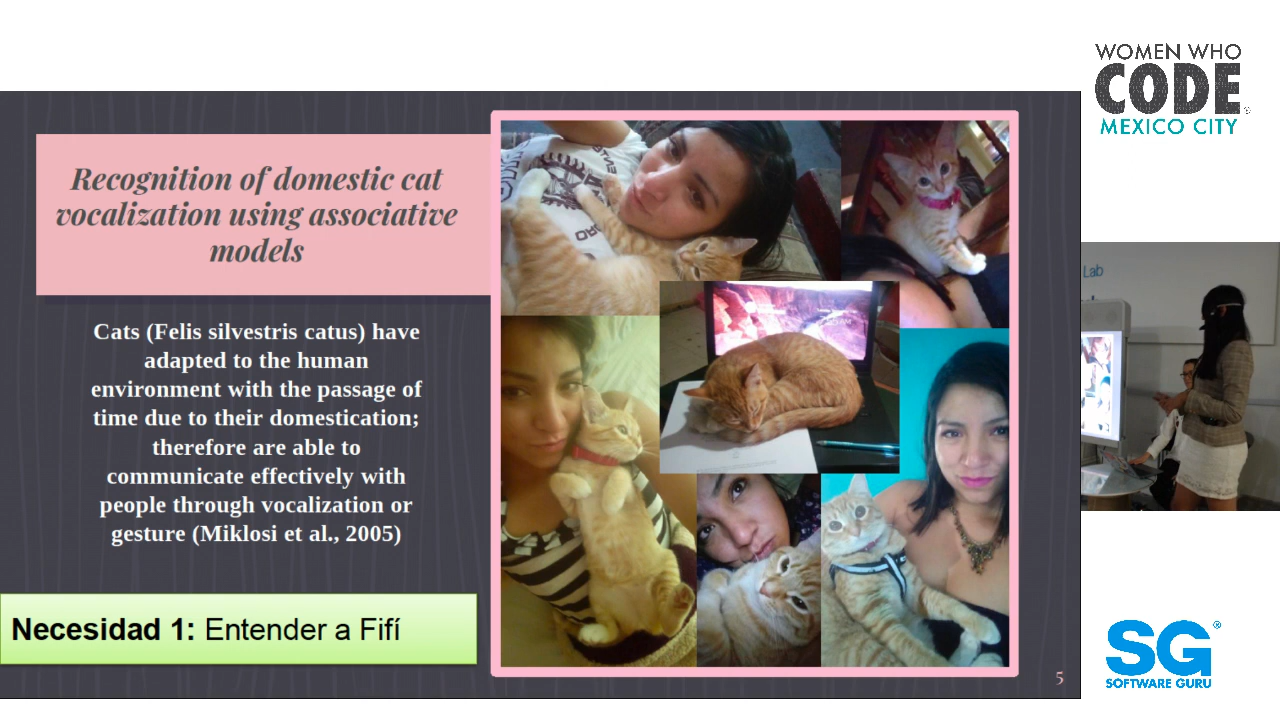 WOMEN WHO
CODE
MEXICO CITY
Recognition of domestic cat
vocalization using associative
models
Cats (Felis silvestris catus) have
adapted to the human
environment with the passage of
time due to their domestication;
therefore are able to
communicate effectively with
people through vocalization or
gesture (Miklosi et al., 2005)
Necesidad 1: Entender a Fifí
5
Lab
SG
SOFTWARE GURU